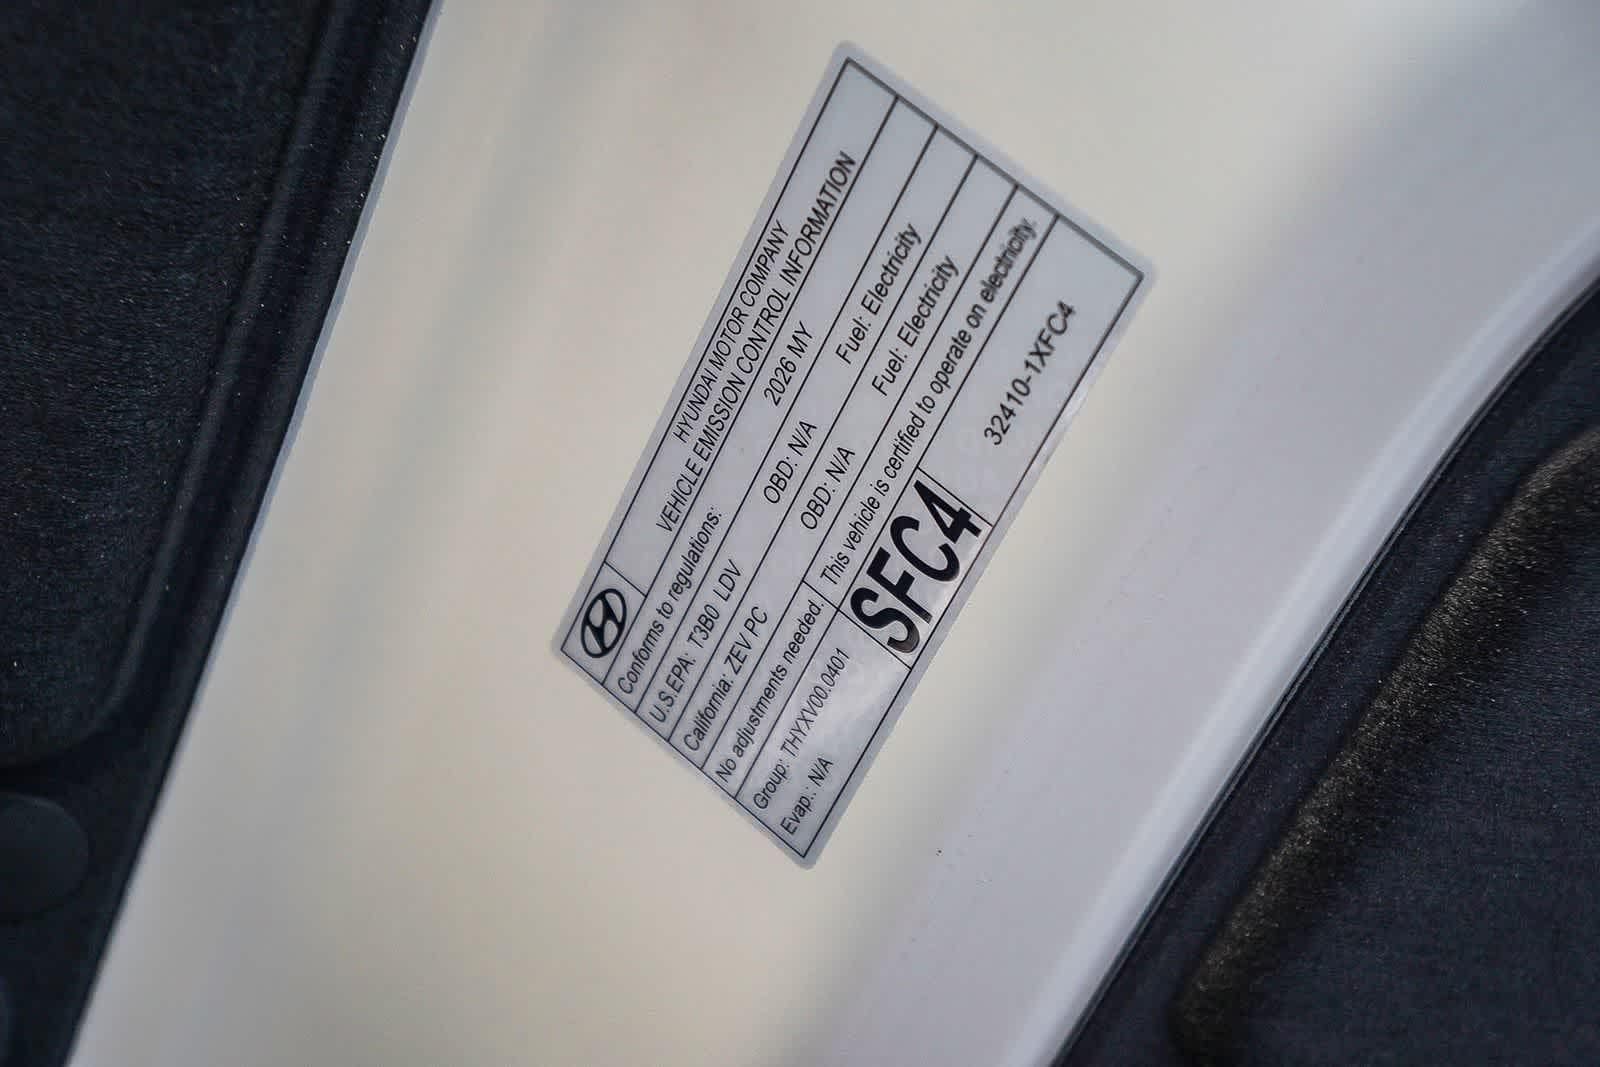 HYUNDAI MOTOR COMPANY
VEHICLE EMISSION CONTROL INFORMATION
Conforms to regulations: 2026 MY
U.S.EPA: T3B0 LDV OBD: N/A Fuel: Electricity
California: ZEV PC OBD: N/A Fuel: Electricity
No adjustments needed. This vehicle is certified to operate on electricity.
Group: THYXV00.0401
Evap.: N/A
SFC4
32410-1XFC4